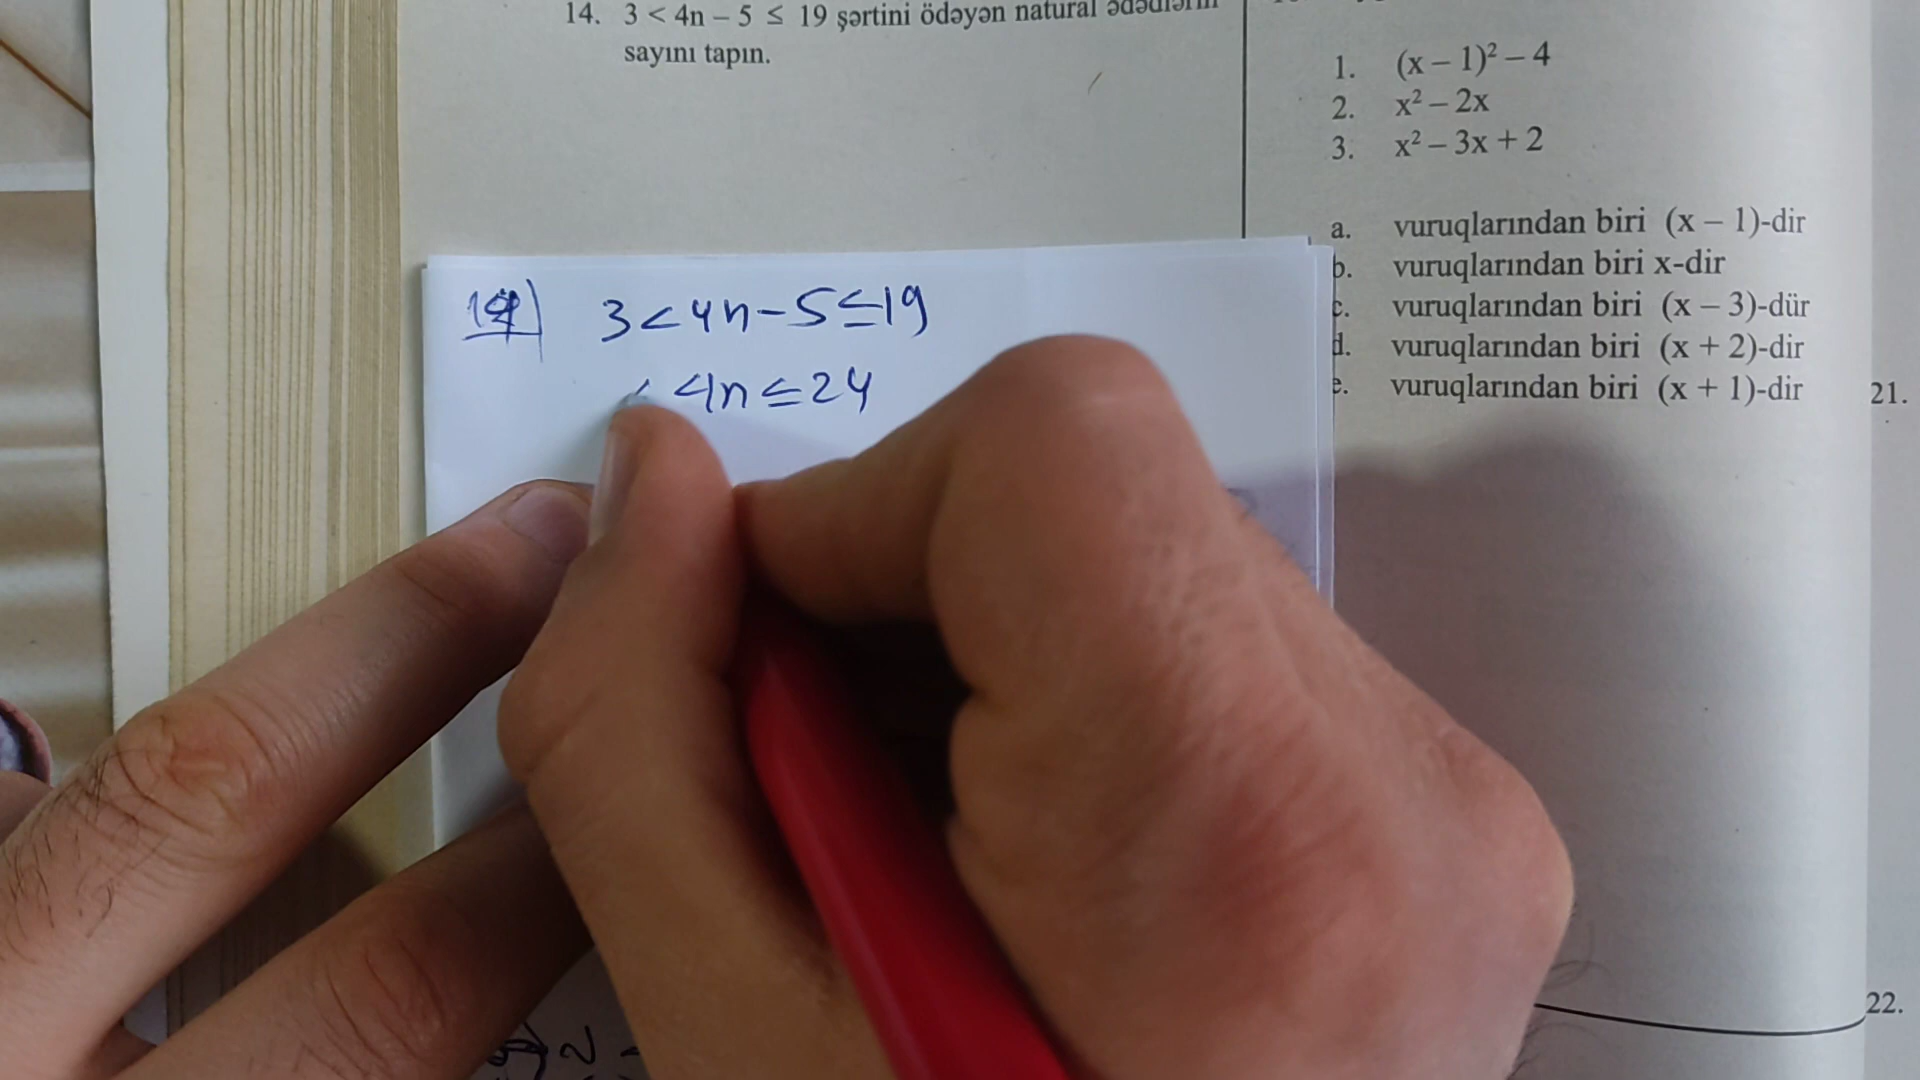 14. 3 < 4n – 5 ≤ 19 şərtini ödəyən natural ədədlərin
sayını tapın.
1. (x – 1)² – 4
2. x² – 2x
3. x² – 3x + 2
a. vuruqlarından biri (x – 1)-dir
b. vuruqlarından biri x-dir
c. vuruqlarından biri (x – 3)-dür
d. vuruqlarından biri (x + 2)-dir
e. vuruqlarından biri (x + 1)-dir
21.
22.
14) 3<4n-5≤19
<4n≤24